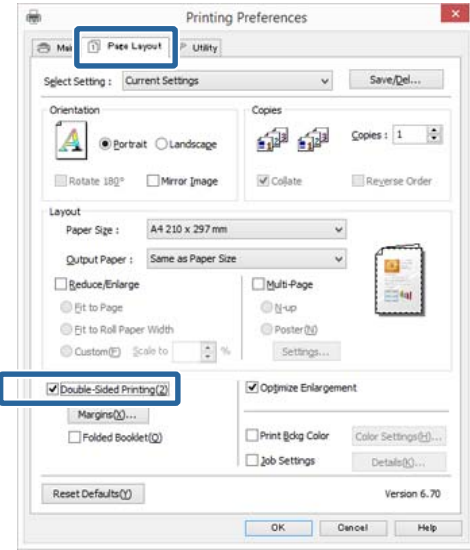 Printing Preferences
Page Layout Utility
Select Setting : Current Settings Save/Del...
Orientation Copies
Portrait Landscape Copies : 1
Rotate 180° Mirror Image Collate Reverse Order
Layout
Paper Size : A4 210 x 297 mm
Output Paper : Same as Paper Size
Reduce/Enlarge Multi-Page
Fit to Page N-up
Fit to Roll Paper Width Poster(N)
Custom(F) Scale to % Settings...
Double-Sided Printing(2) Optimize Enlargement
Margins(X)...
Folded Booklet(O) Print Bckg Color Color Settings(H)...
Job Settings Details(K)...
Reset Defaults(Y) Version 6.70
OK Cancel Help